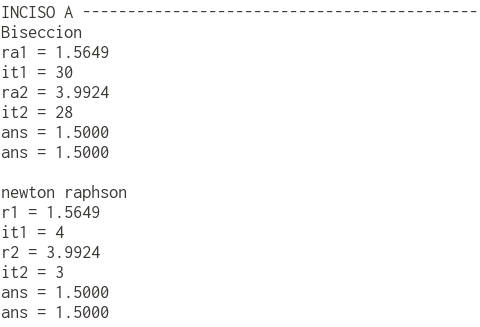 INCISO A --------------------------------------------
Biseccion
ra1 = 1.5649
it1 = 30
ra2 = 3.9924
it2 = 28
ans = 1.5000
ans = 1.5000

newton raphson
r1 = 1.5649
it1 = 4
r2 = 3.9924
it2 = 3
ans = 1.5000
ans = 1.5000